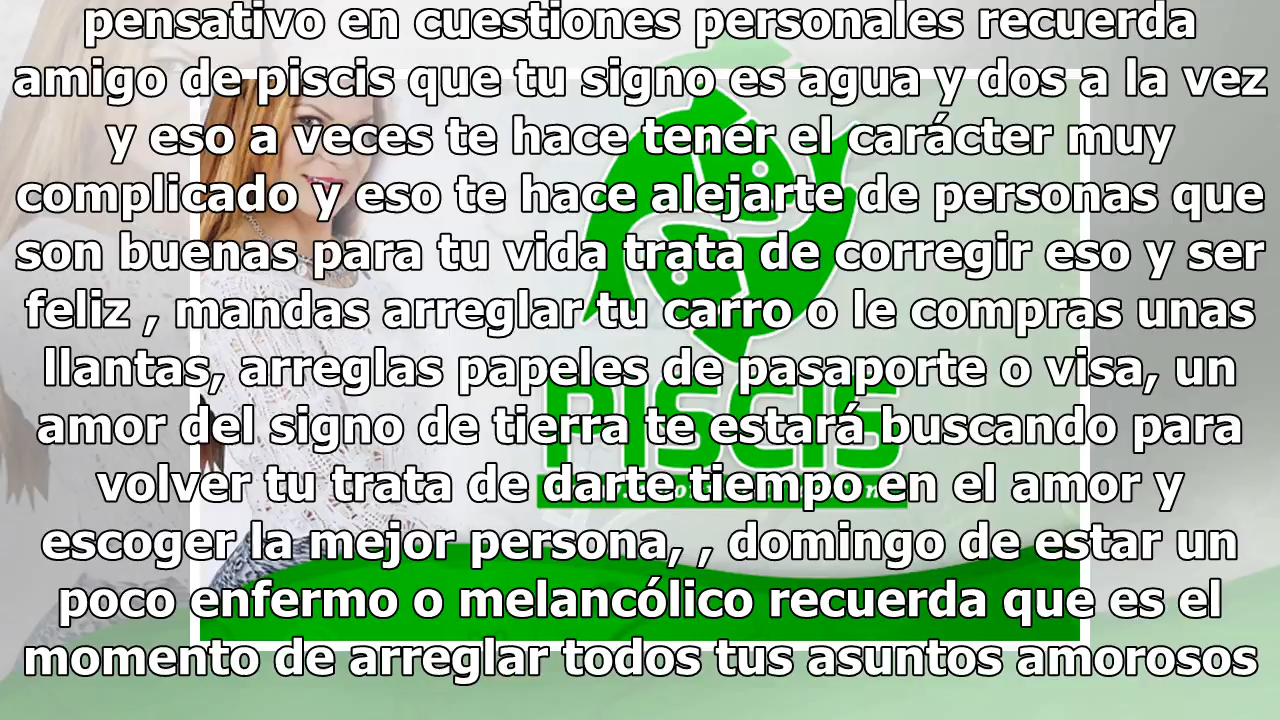 pensativo en cuestiones personales recuerda
amigo de piscis que tu signo es agua y dos a la vez
y eso a veces te hace tener el carácter muy
complicado y eso te hace alejarte de personas que
son buenas para tu vida trata de corregir eso y ser
feliz , mandas arreglar tu carro o le compras unas
llantas, arreglas papeles de pasaporte o visa, un
PISCIS
amor del signo de tierra te estará buscando para
volver tu trata de darte tiempo en el amor y
escoger la mejor persona, , domingo de estar un
poco enfermo o melancólico recuerda que es el
momento de arreglar todos tus asuntos amorosos